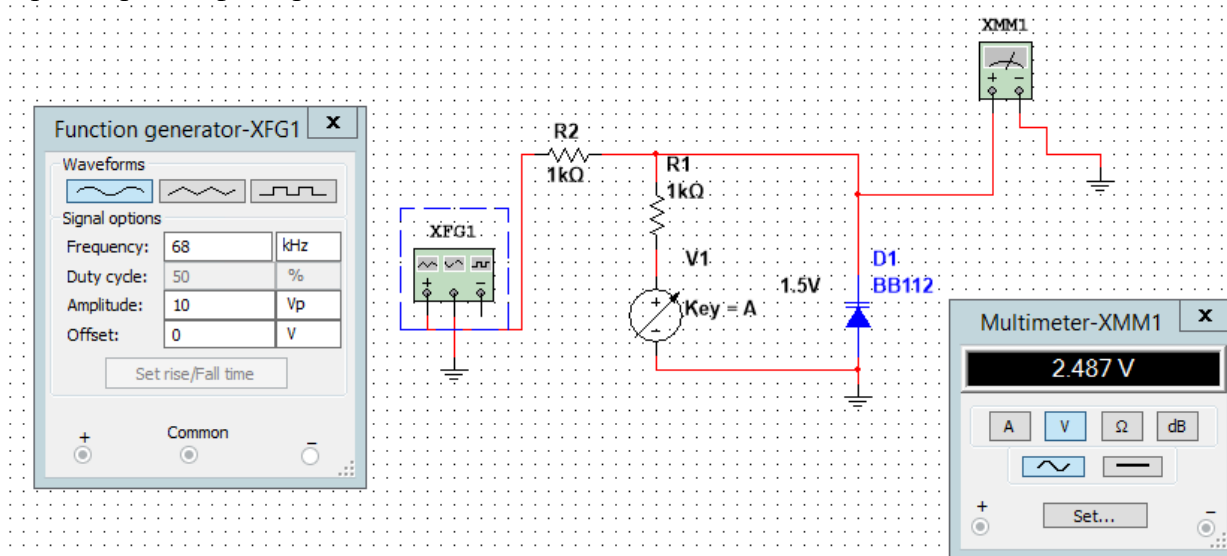 XMM1
+ −
Function generator-XFG1 x
Waveforms
Signal options
Frequency: 68 kHz
Duty cycle: 50 %
Amplitude: 10 Vp
Offset: 0 V
Set rise/Fall time
+ Common −
R2
1kΩ
XFG1
+ −
R1
1kΩ
V1
+
−
Key = A
1.5V
D1
BB112
Multimeter-XMM1 x
2.487 V
A V Ω dB
+ Set... −